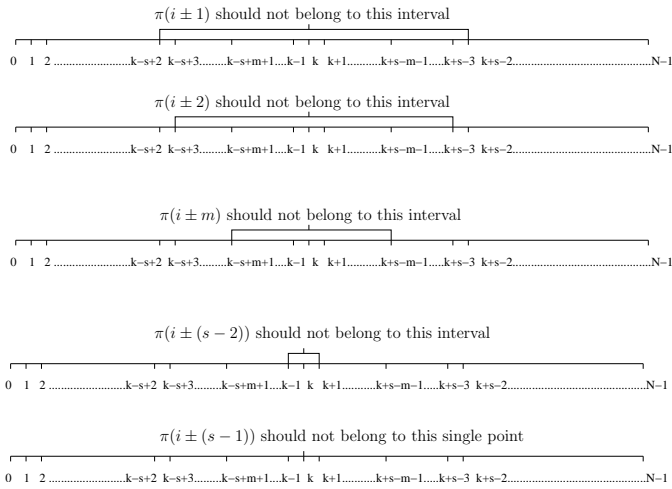 π(i ± 1) should not belong to this interval
0 1 2 .......................k−s+2 k−s+3........k−s+m+1....k−1 k k+1.........k+s−m−1.....k+s−3 k+s−2..........................................N−1
π(i ± 2) should not belong to this interval
0 1 2 .......................k−s+2 k−s+3........k−s+m+1....k−1 k k+1.........k+s−m−1.....k+s−3 k+s−2..........................................N−1
π(i ± m) should not belong to this interval
0 1 2 .......................k−s+2 k−s+3........k−s+m+1....k−1 k k+1.........k+s−m−1.....k+s−3 k+s−2..........................................N−1
π(i ± (s − 2)) should not belong to this interval
0 1 2 .......................k−s+2 k−s+3........k−s+m+1....k−1 k k+1.........k+s−m−1.....k+s−3 k+s−2..........................................N−1
π(i ± (s − 1)) should not belong to this single point
0 1 2 .......................k−s+2 k−s+3........k−s+m+1....k−1 k k+1.........k+s−m−1.....k+s−3 k+s−2..........................................N−1